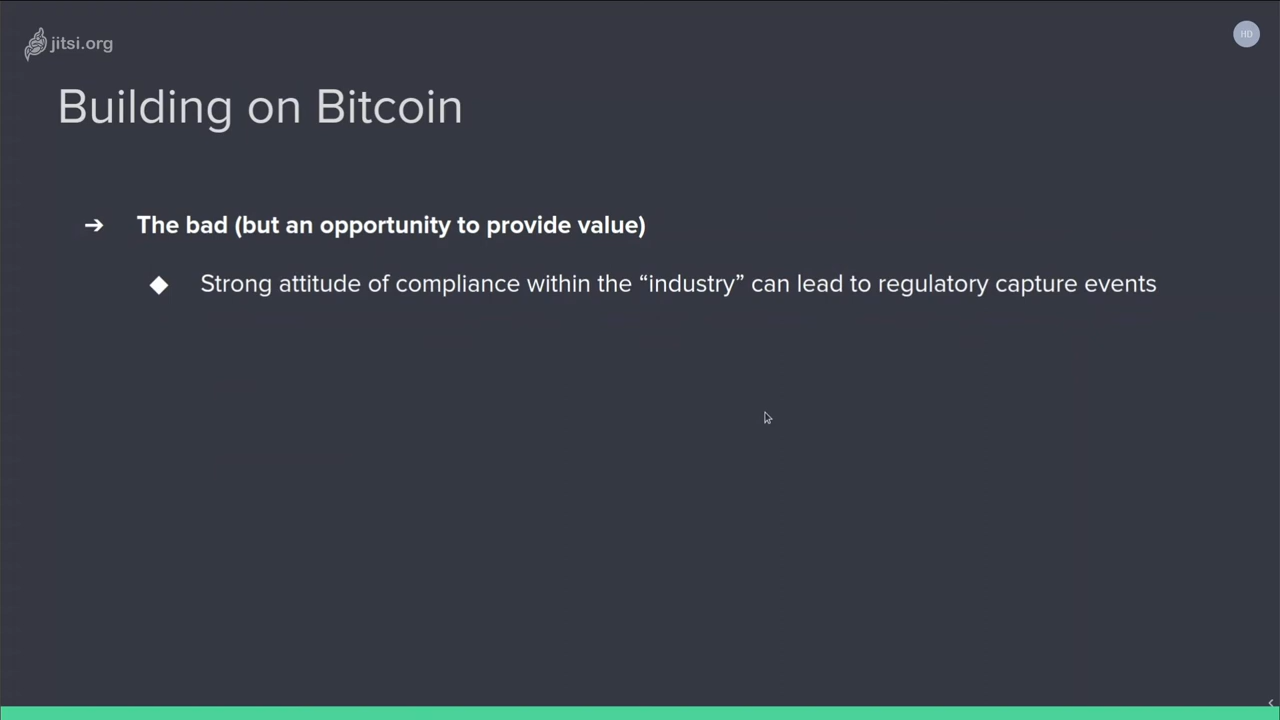 jitsi.org
HD
Building on Bitcoin
➔ The bad (but an opportunity to provide value)
◆ Strong attitude of compliance within the “industry” can lead to regulatory capture events